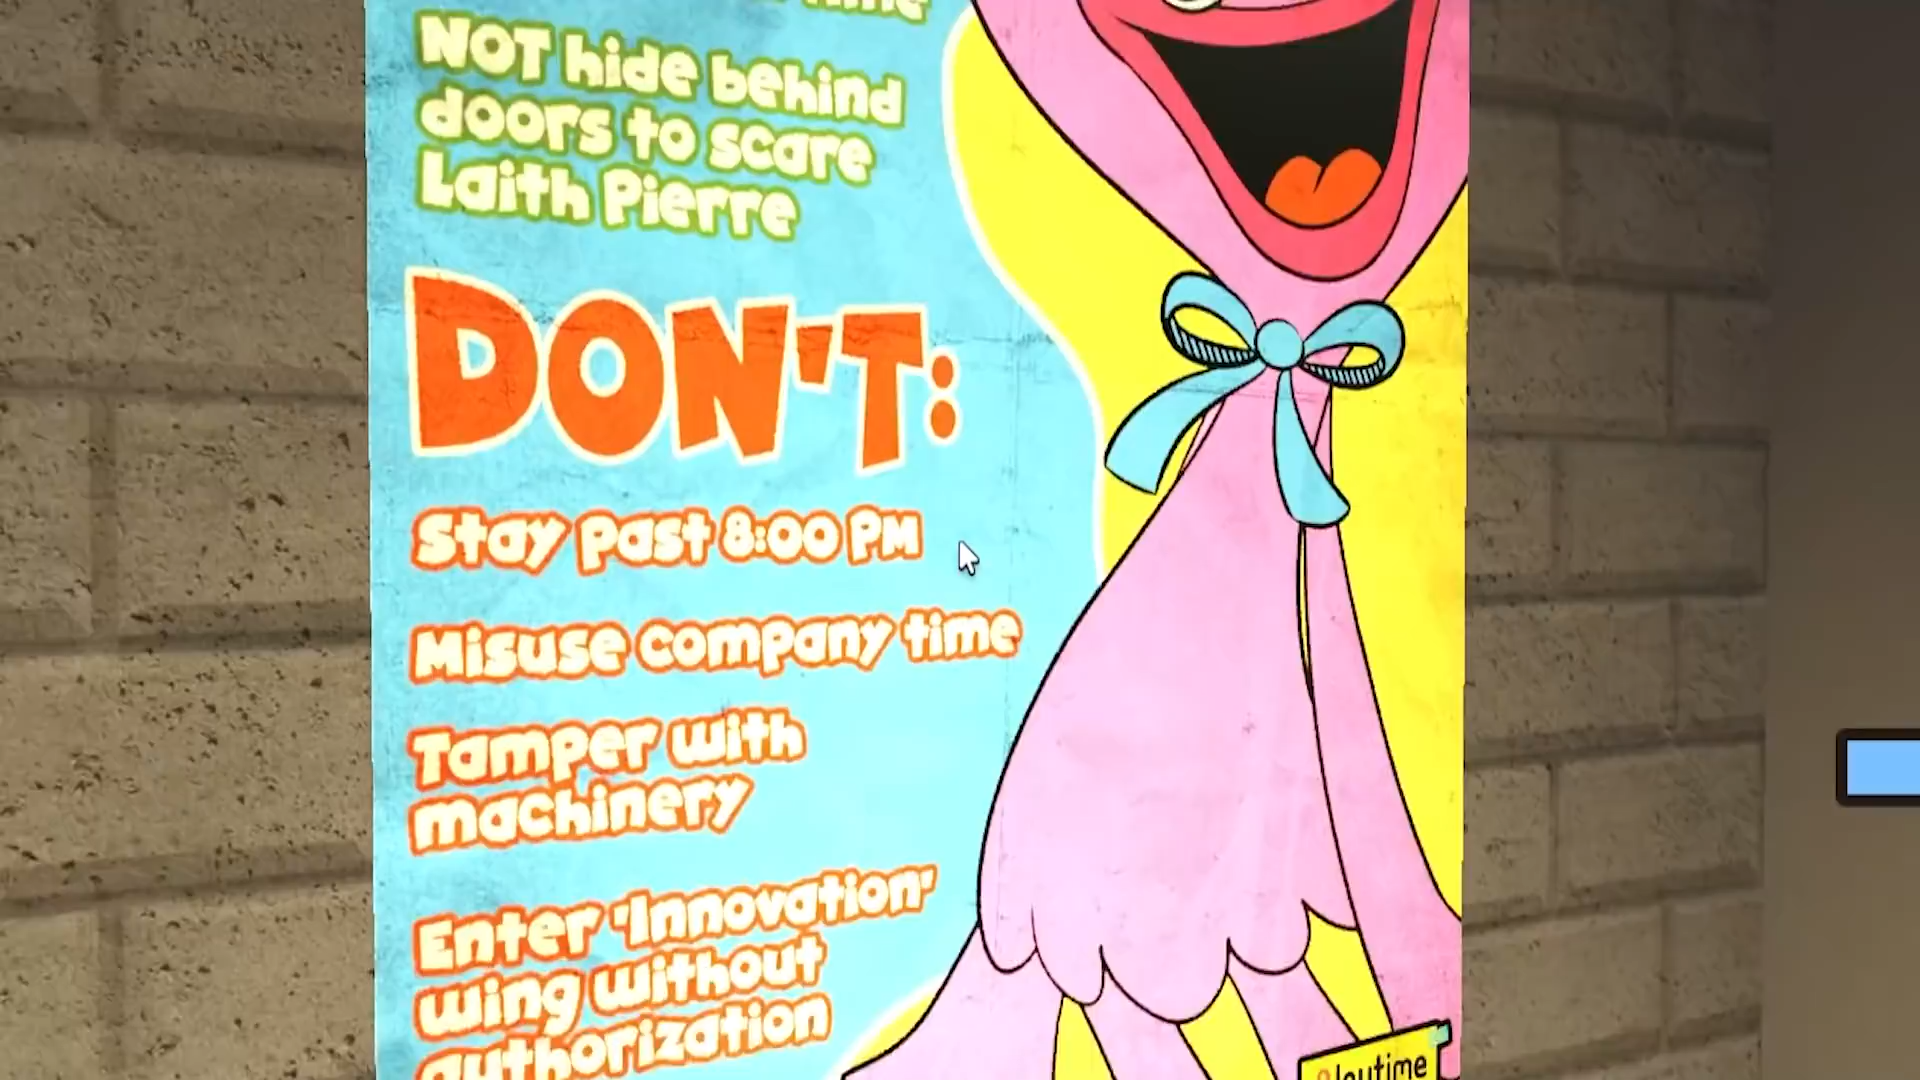 NOT hide behind
doors to scare
Laith Pierre
DON'T:
Stay past 8:00 PM
Misuse company time
Tamper with
machinery
Enter 'Innovation'
wing without
authorization
Playtime